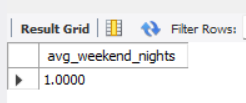 Result Grid Filter Rows:
avg_weekend_nights
1.0000